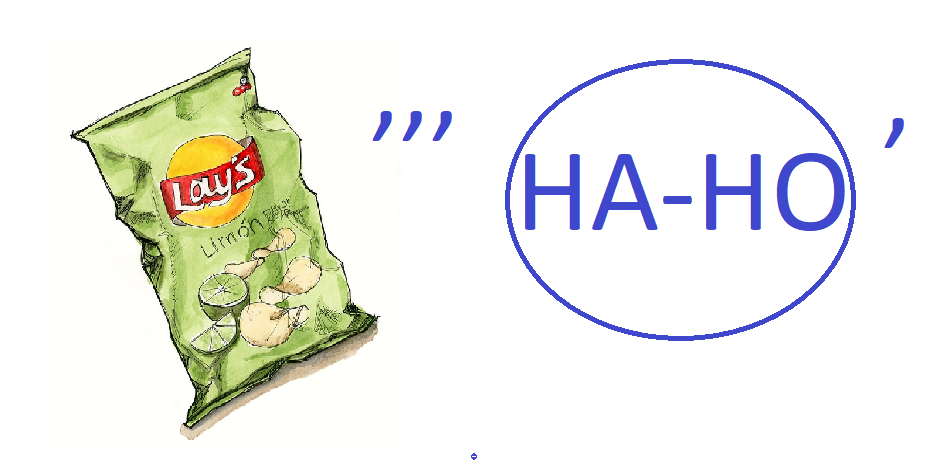 Lay's
Limón
,,,
HA-HO
,